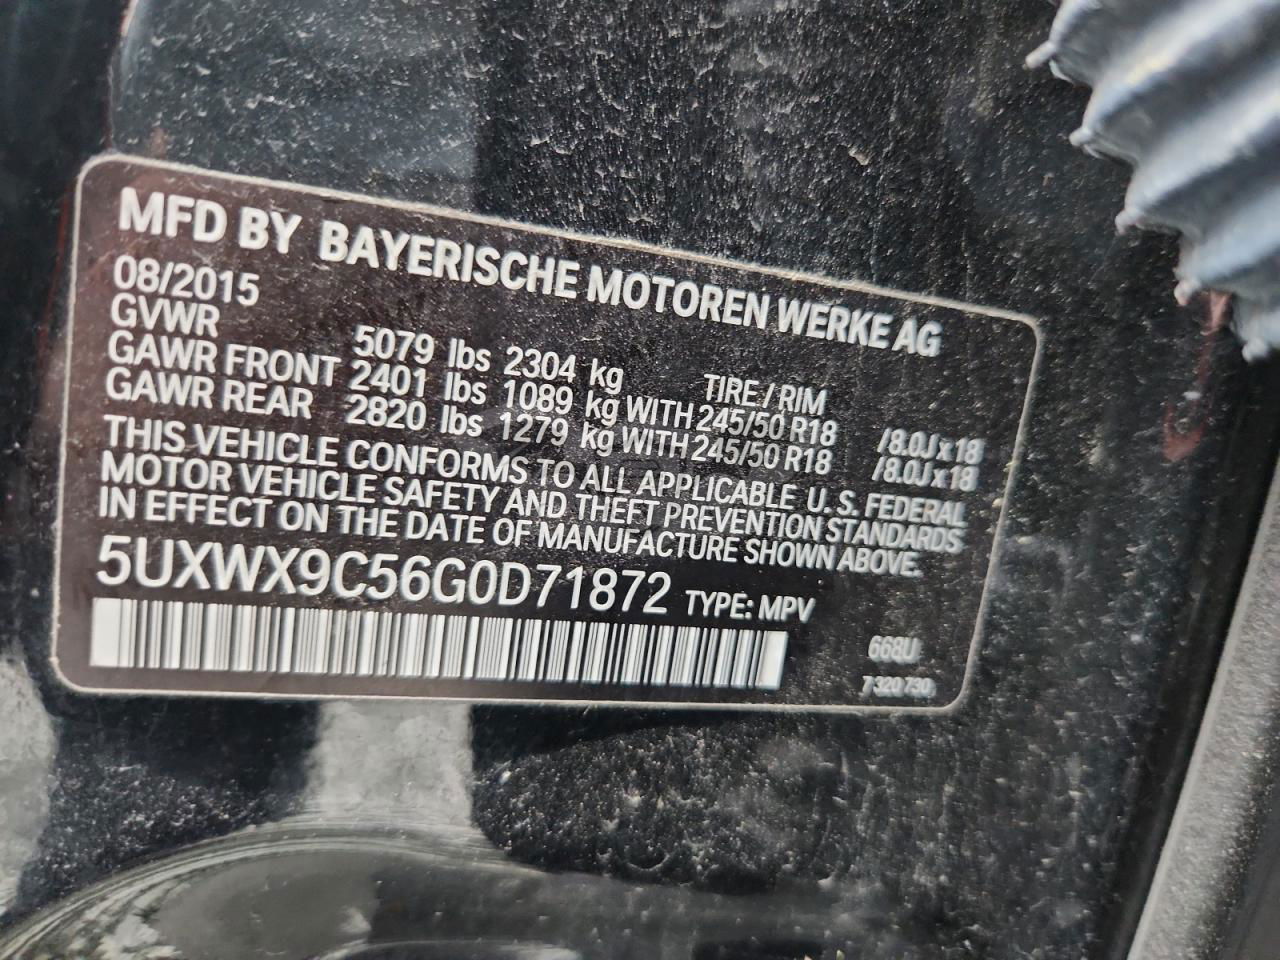 MFD BY BAYERISCHE MOTOREN WERKE AG
08/2015
GVWR 5079 lbs 2304 kg TIRE / RIM
GAWR FRONT 2401 lbs 1089 kg WITH 245/50 R18 /8.0J x 18
GAWR REAR 2820 lbs 1279 kg WITH 245/50 R18 /8.0J x 18
THIS VEHICLE CONFORMS TO ALL APPLICABLE U.S. FEDERAL
MOTOR VEHICLE SAFETY AND THEFT PREVENTION STANDARDS
IN EFFECT ON THE DATE OF MANUFACTURE SHOWN ABOVE.
5UXWX9C56G0D71872 TYPE: MPV
668U
7 320 730